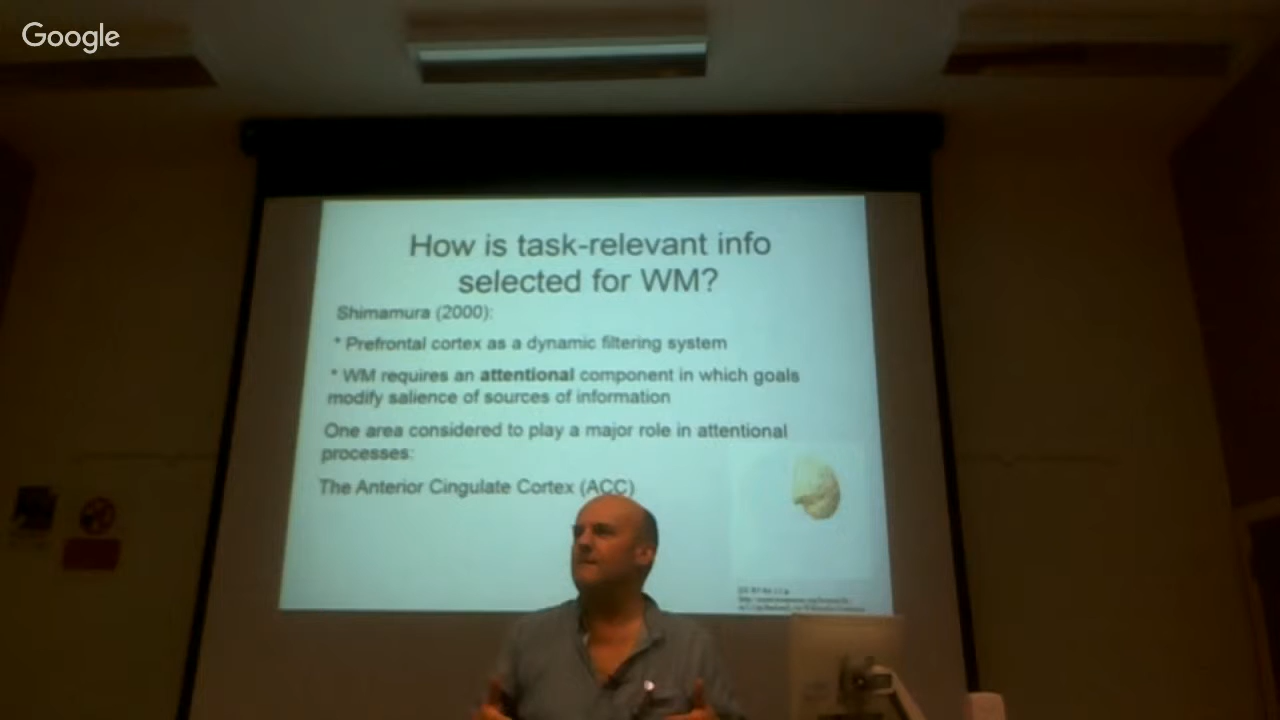 Google
How is task-relevant info
selected for WM?
Shimamura (2000):
* Prefrontal cortex as a dynamic filtering system
* WM requires an attentional component in which goals
modify salience of sources of information
One area considered to play a major role in attentional
processes:
The Anterior Cingulate Cortex (ACC)